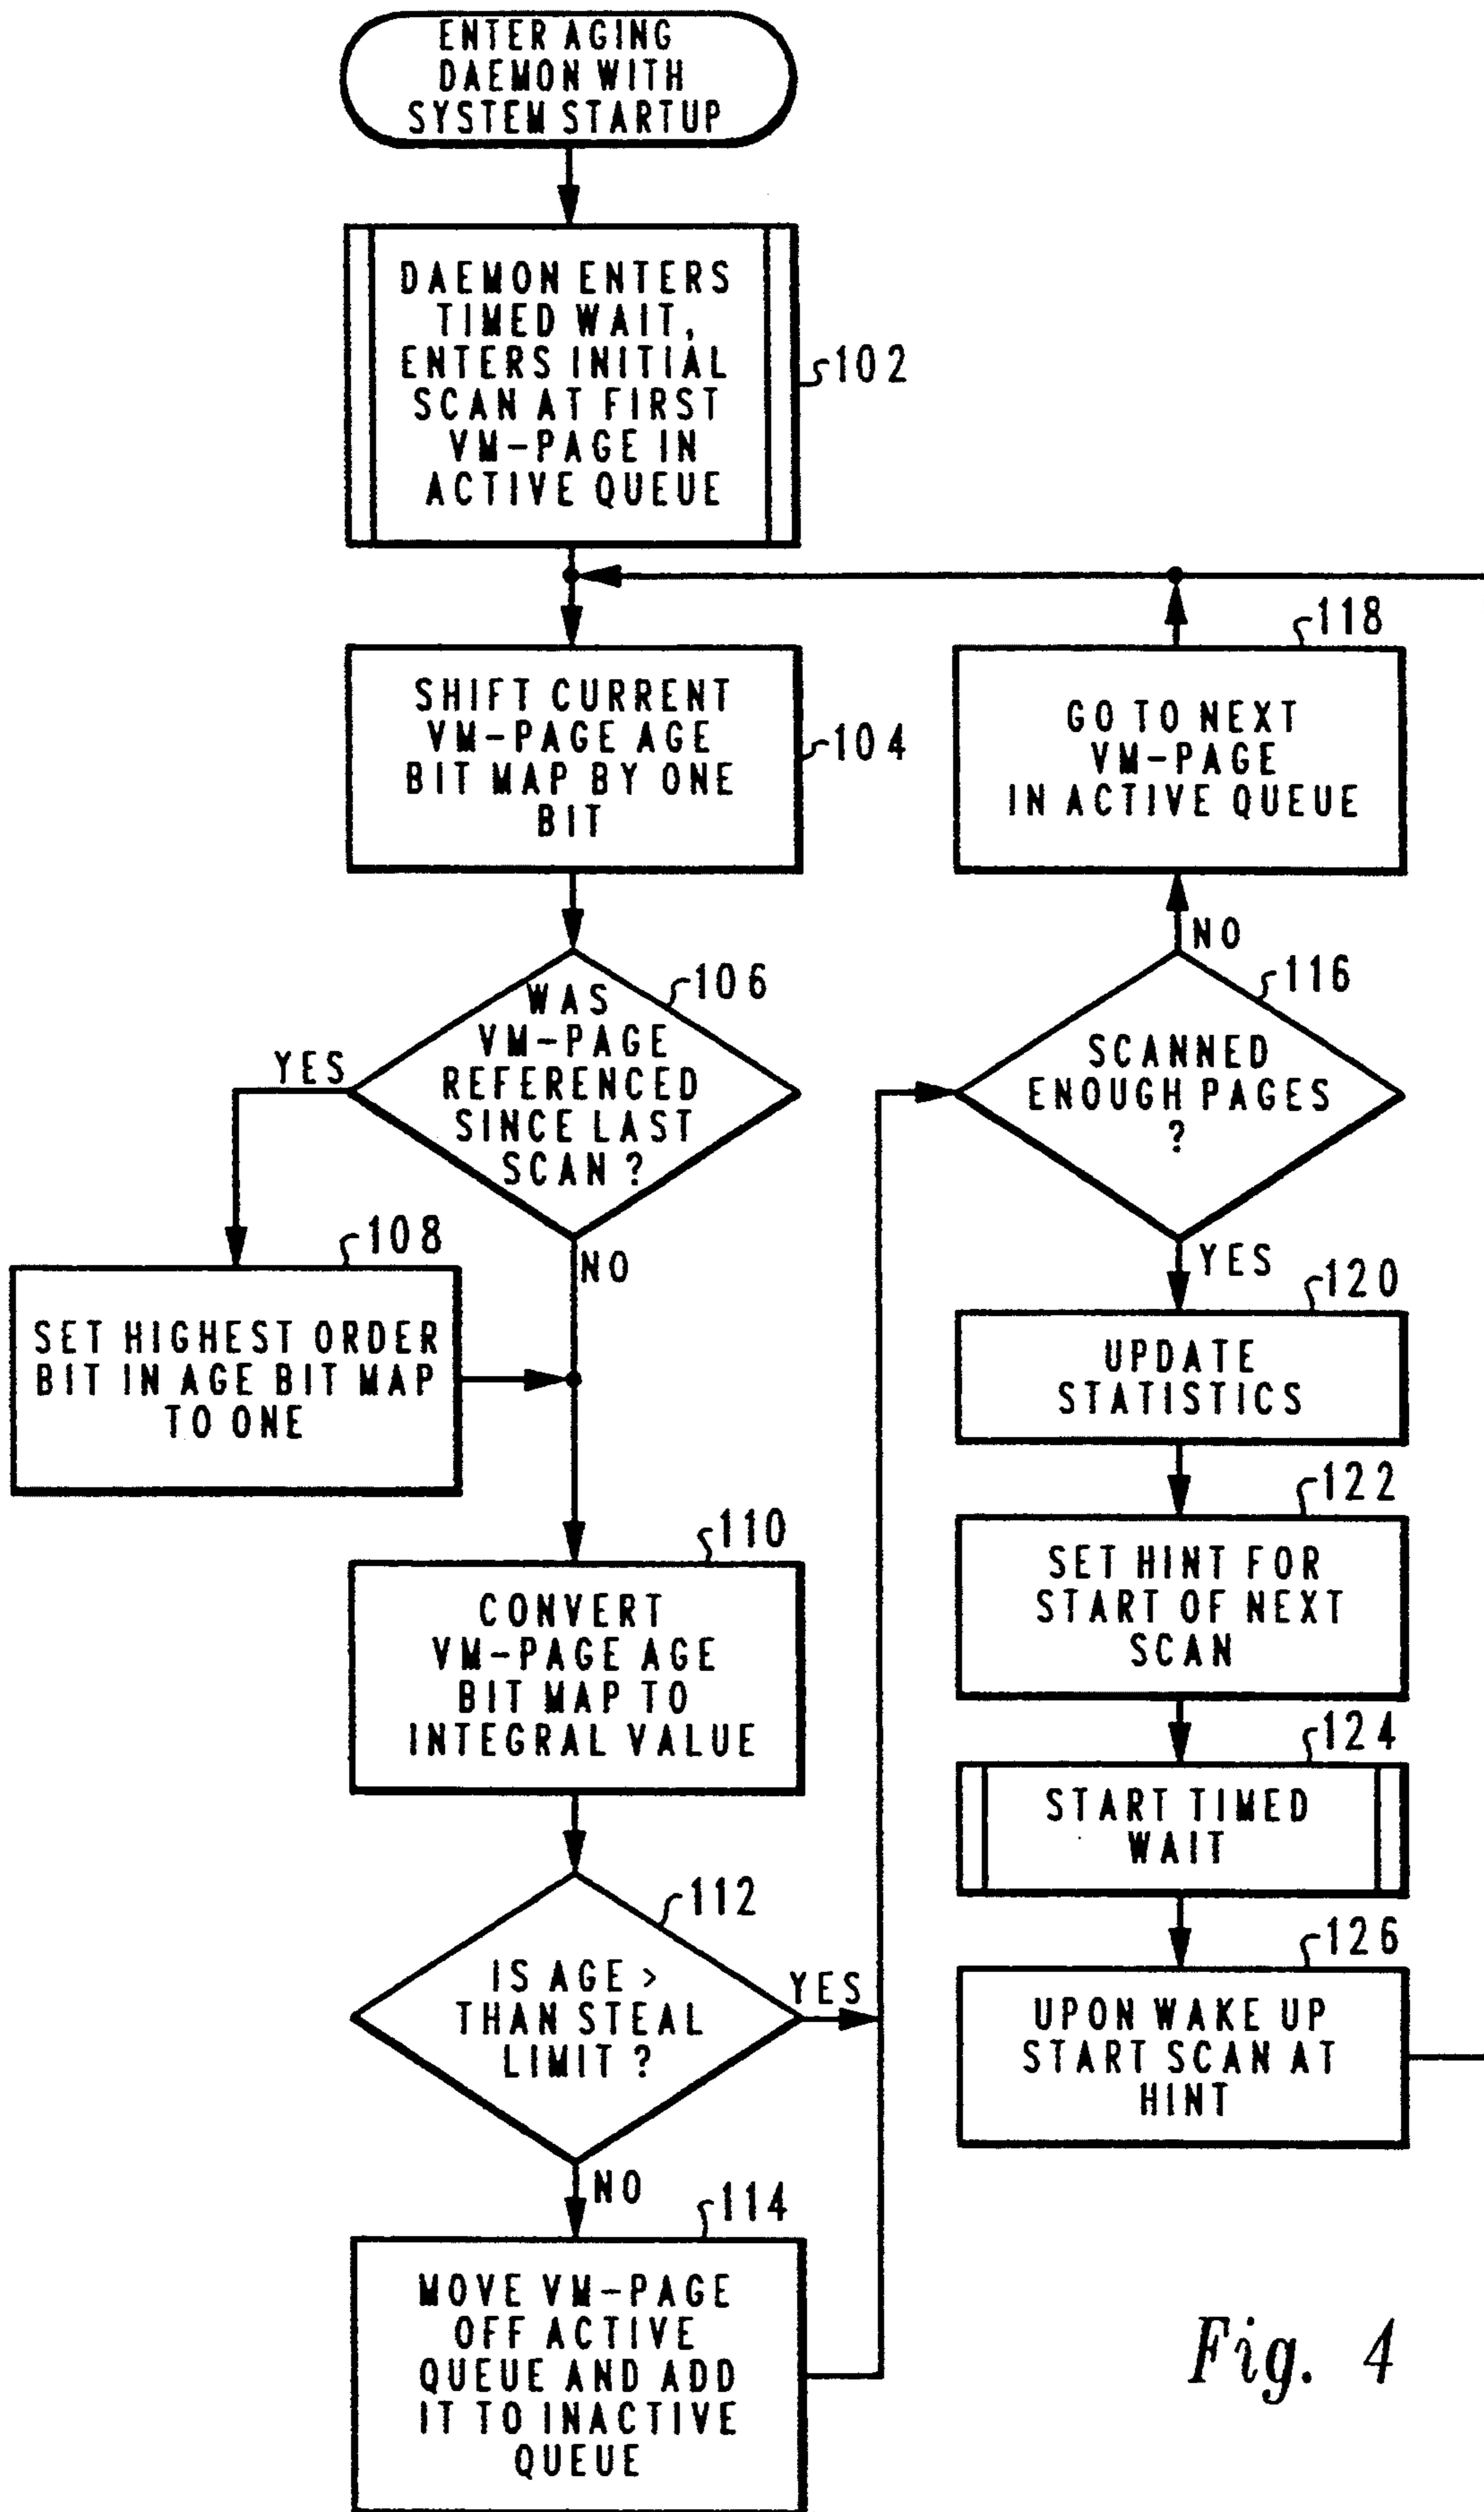 ENTER AGING
DAEMON WITH
SYSTEM STARTUP
DAEMON ENTERS
TIMED WAIT,
ENTERS INITIAL
SCAN AT FIRST
VM-PAGE IN
ACTIVE QUEUE
102
SHIFT CURRENT
VM-PAGE AGE
BIT MAP BY ONE
BIT
104
WAS
VM-PAGE
REFERENCED
SINCE LAST
SCAN ?
106
YES
NO
108
SET HIGHEST ORDER
BIT IN AGE BIT MAP
TO ONE
110
CONVERT
VM-PAGE AGE
BIT MAP TO
INTEGRAL VALUE
112
IS AGE >
THAN STEAL
LIMIT ?
YES
NO
114
MOVE VM-PAGE
OFF ACTIVE
QUEUE AND ADD
IT TO INACTIVE
QUEUE
118
GO TO NEXT
VM-PAGE
IN ACTIVE QUEUE
NO
116
SCANNED
ENOUGH PAGES
?
YES
120
UPDATE
STATISTICS
122
SET HINT FOR
START OF NEXT
SCAN
124
START TIMED
WAIT
126
UPON WAKE UP
START SCAN AT
HINT
Fig. 4